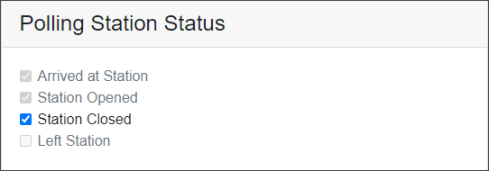 Polling Station Status
Arrived at Station
Station Opened
Station Closed
Left Station